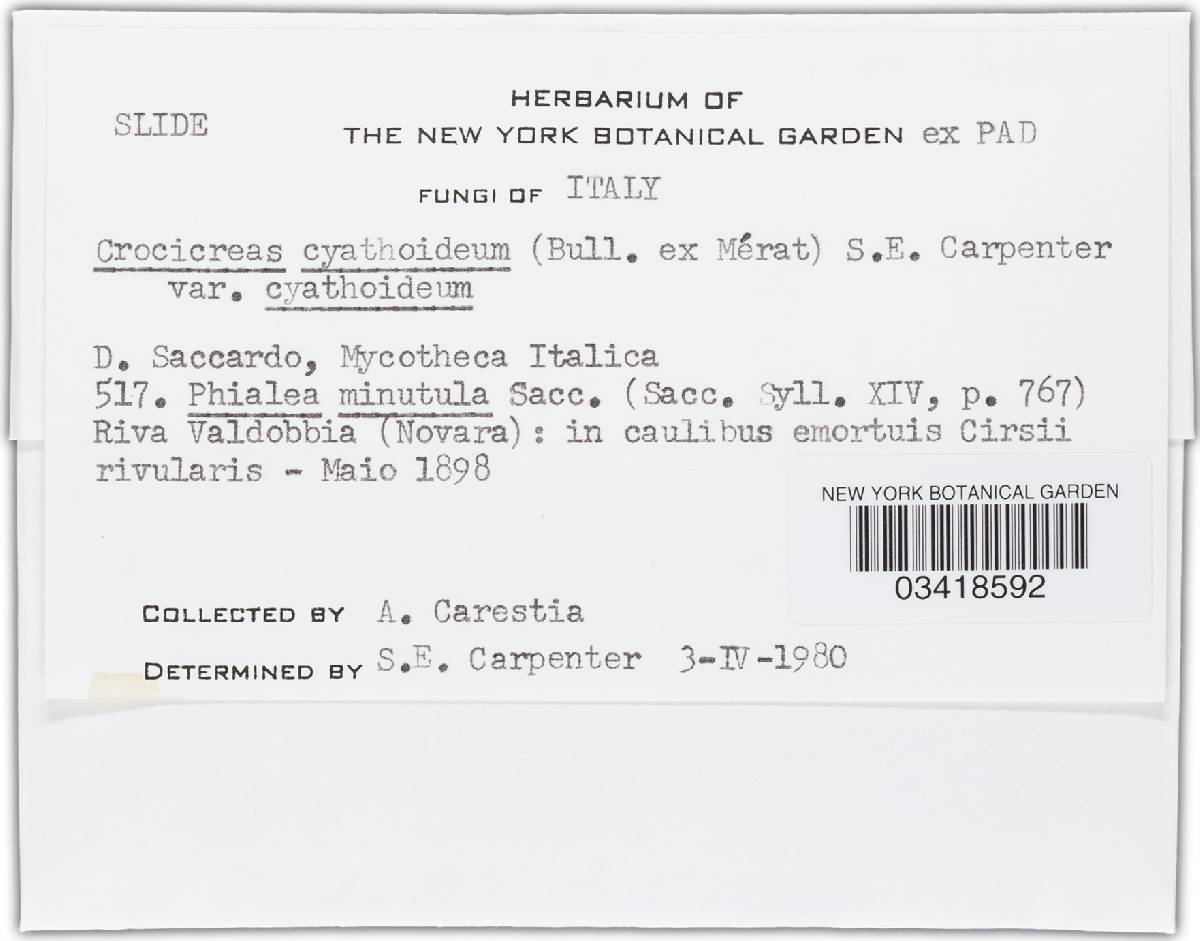 SLIDE
HERBARIUM OF
THE NEW YORK BOTANICAL GARDEN ex PAD
FUNGI OF ITALY
Crocicreas cyathoideum (Bull. ex Mérat) S.E. Carpenter
var. cyathoideum
D. Saccardo, Mycotheca Italica
517. Phialea minutula Sacc. (Sacc. Syll. XIV, p. 767)
Riva Valdobbia (Novara): in caulibus emortuis Cirsii
rivularis - Maio 1898
NEW YORK BOTANICAL GARDEN
03418592
COLLECTED BY A. Carestia
DETERMINED BY S.E. Carpenter 3-IV-1980